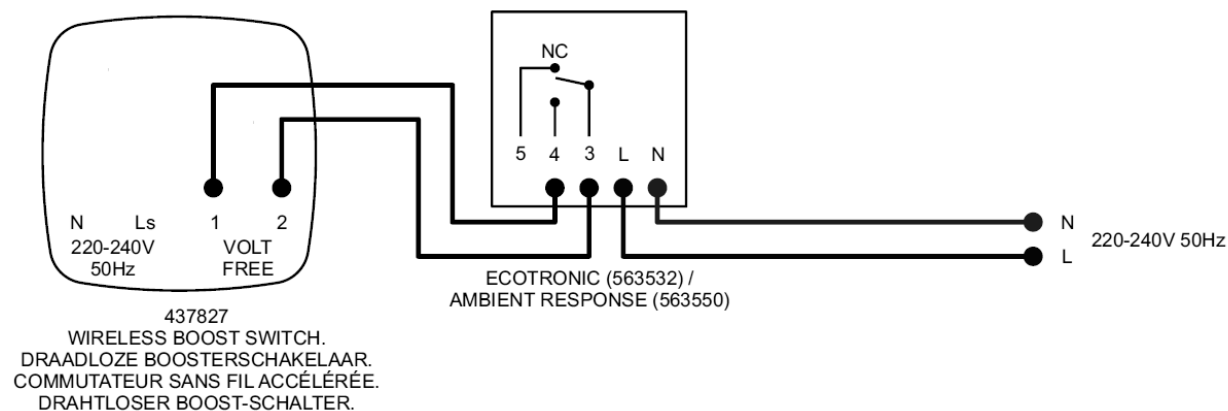 NC
5 4 3 L N
N Ls 1 2
220-240V
50Hz
VOLT
FREE
N
L
220-240V 50Hz
ECOTRONIC (563532) /
AMBIENT RESPONSE (563550)
437827
WIRELESS BOOST SWITCH.
DRAADLOZE BOOSTERSCHAKELAAR.
COMMUTATEUR SANS FIL ACCÉLÉRÉE.
DRAHTLOSER BOOST-SCHALTER.